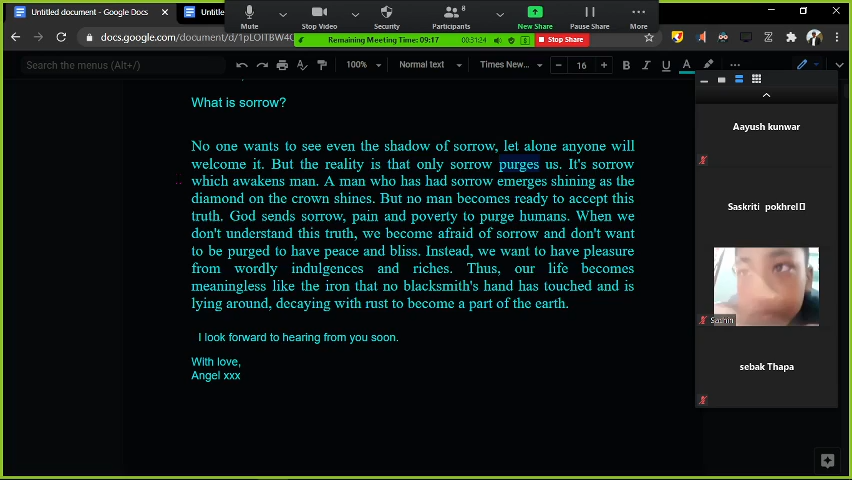 Untitled document - Google Docs
Untitled
Mute
Stop Video
Security
8
Participants
New Share
Pause Share
More
docs.google.com/document/d/1pLOlTBW4C
Remaining Meeting Time: 09:17
00:31:24
Stop Share
Search the menus (Alt+/)
100%
Normal text
Times New...
16
B I U A
What is sorrow?
No one wants to see even the shadow of sorrow, let alone anyone will
welcome it. But the reality is that only sorrow purges us. It's sorrow
which awakens man. A man who has had sorrow emerges shining as the
diamond on the crown shines. But no man becomes ready to accept this
truth. God sends sorrow, pain and poverty to purge humans. When we
don't understand this truth, we become afraid of sorrow and don't want
to be purged to have peace and bliss. Instead, we want to have pleasure
from wordly indulgences and riches. Thus, our life becomes
meaningless like the iron that no blacksmith's hand has touched and is
lying around, decaying with rust to become a part of the earth.
I look forward to hearing from you soon.
With love,
Angel xxx
Aayush kunwar
Saskriti pokhrel
Sachin
sebak Thapa